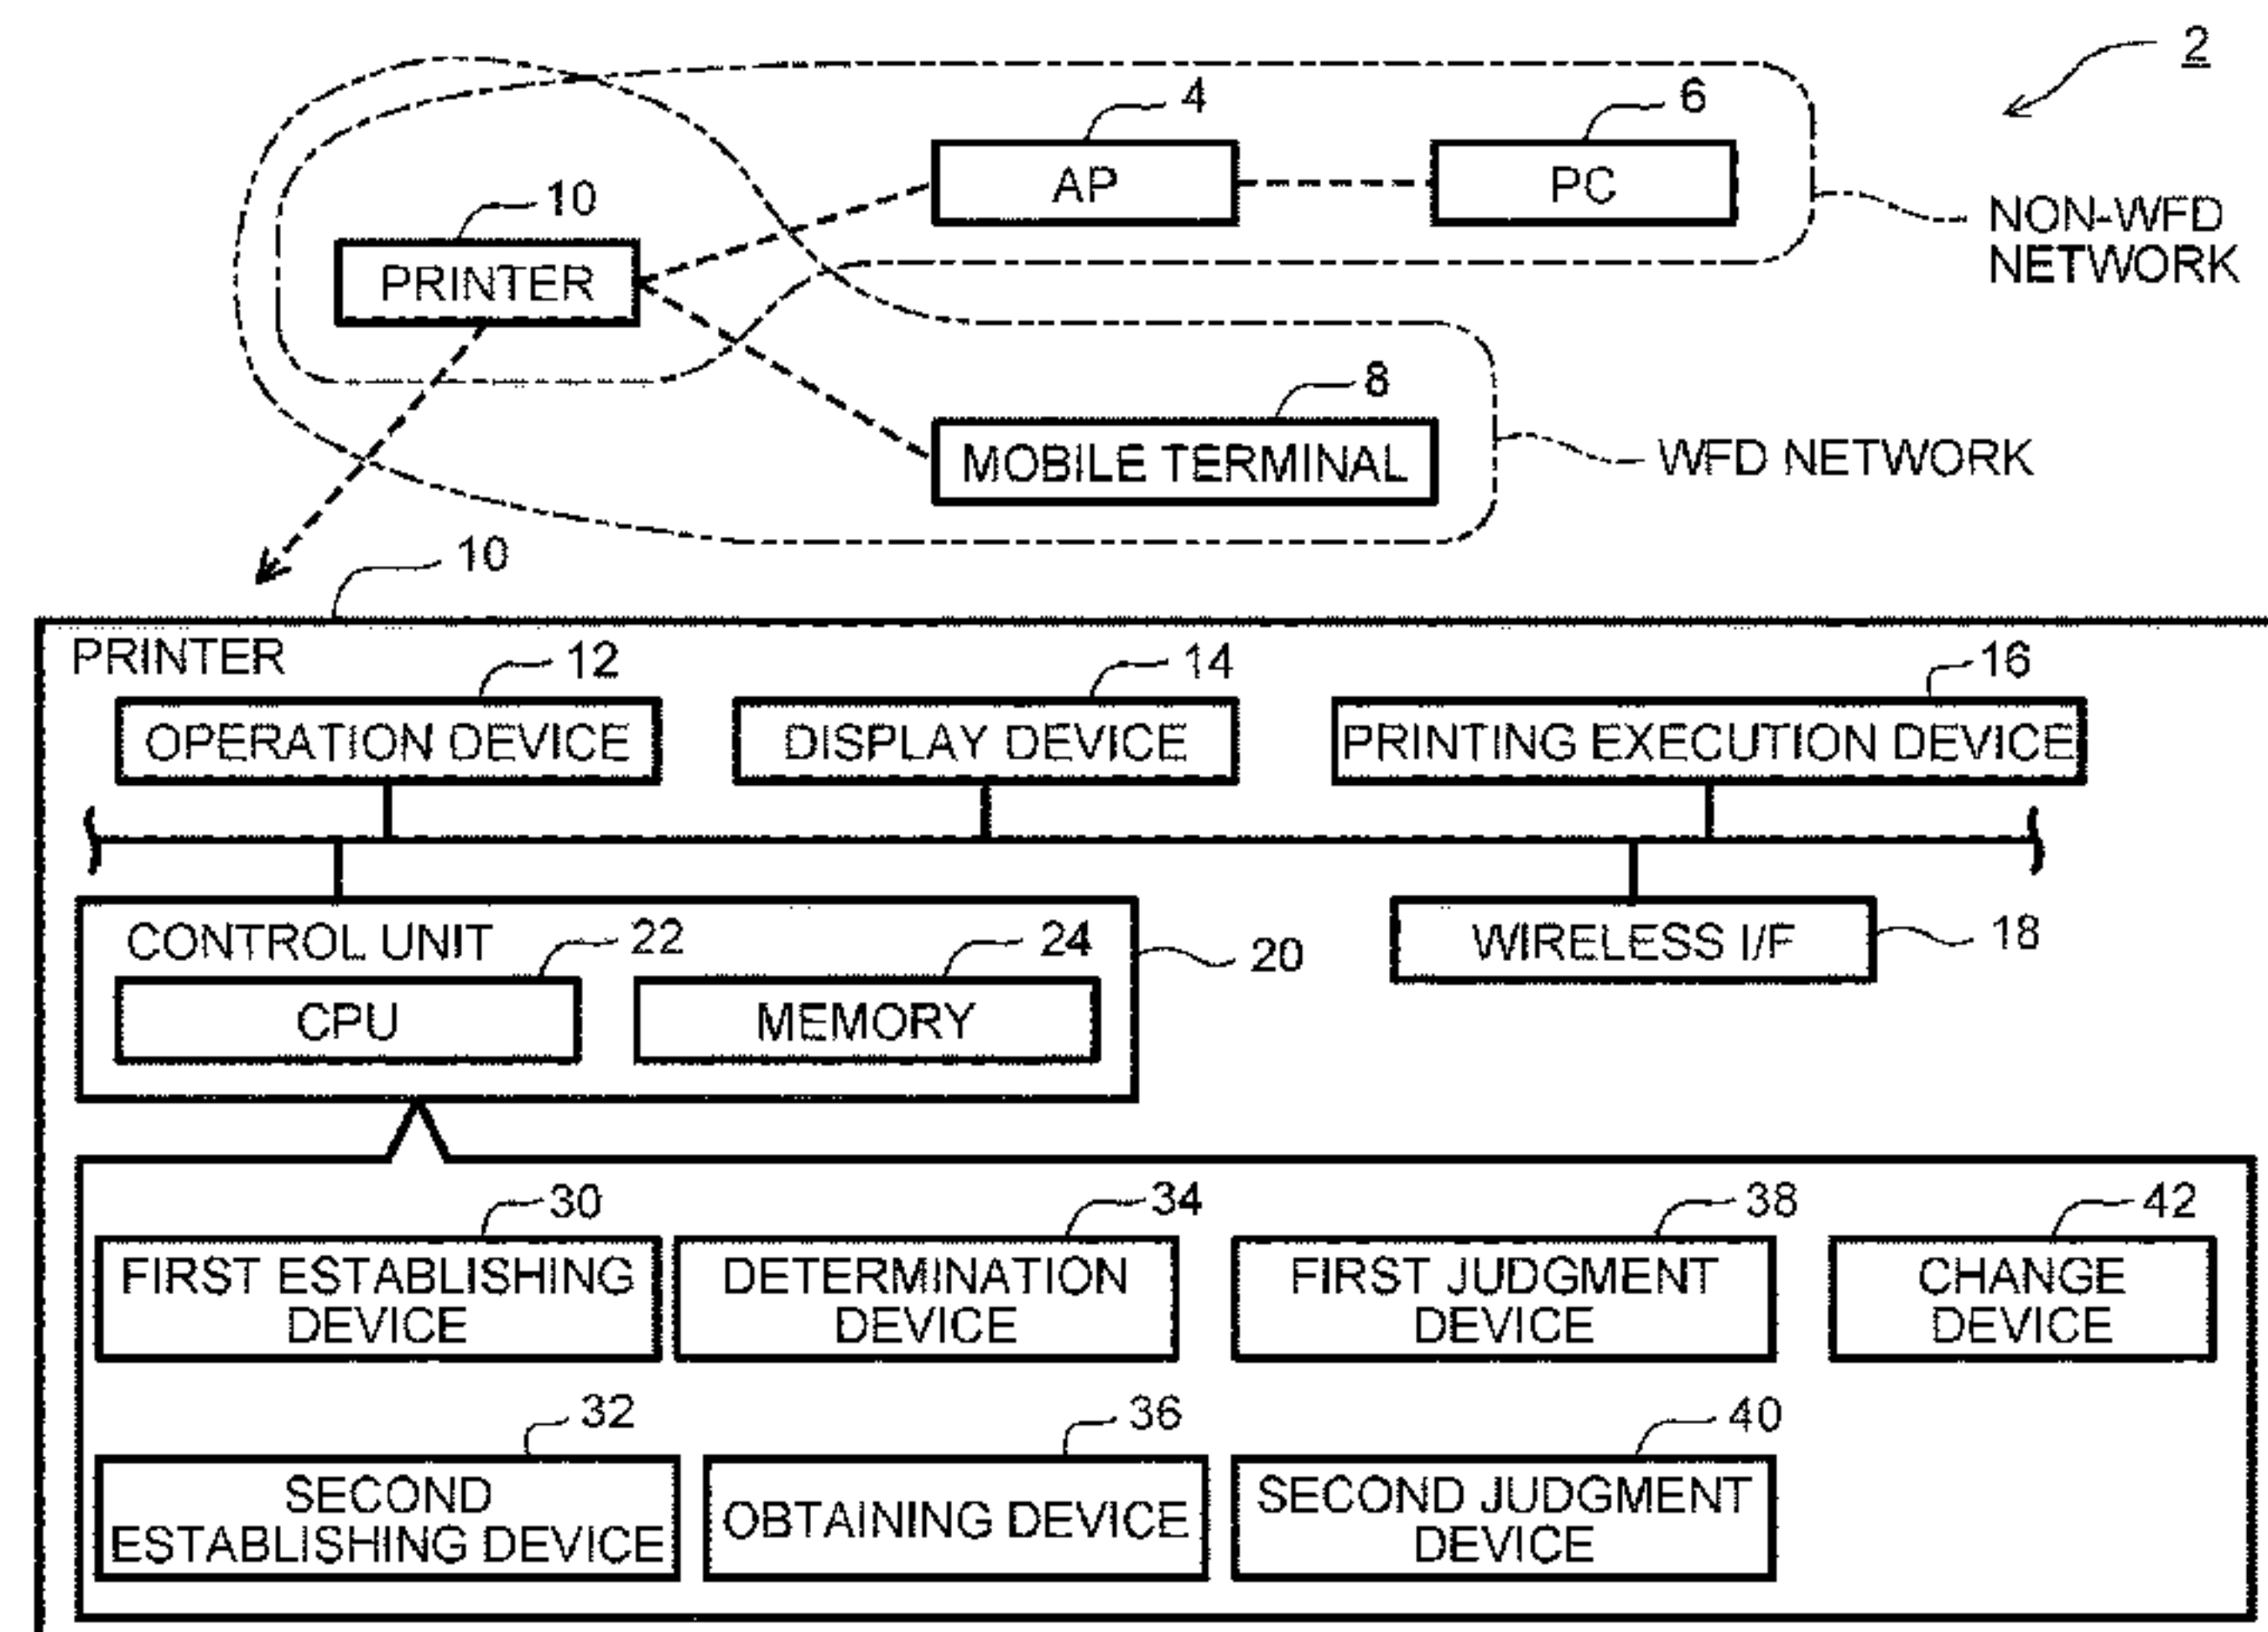 2
4
6
AP
PC
10
NON-WFD
NETWORK
PRINTER
8
MOBILE TERMINAL
WFD NETWORK
10
PRINTER
12
14
16
OPERATION DEVICE
DISPLAY DEVICE
PRINTING EXECUTION DEVICE
CONTROL UNIT
22
24
20
WIRELESS I/F
18
CPU
MEMORY
30
34
38
42
FIRST ESTABLISHING
DEVICE
DETERMINATION
DEVICE
FIRST JUDGMENT
DEVICE
CHANGE
DEVICE
32
36
40
SECOND
ESTABLISHING DEVICE
OBTAINING DEVICE
SECOND JUDGMENT
DEVICE